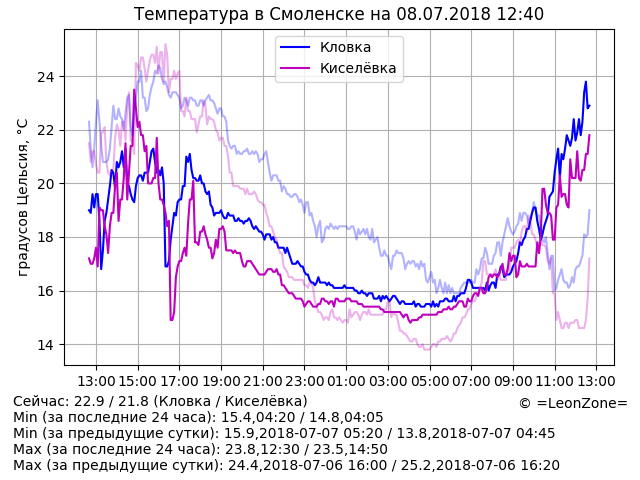 Температура в Смоленске на 08.07.2018 12:40
Кловка
Киселёвка
градусов Цельсия, °C
24
22
20
18
16
14
13:00 15:00 17:00 19:00 21:00 23:00 01:00 03:00 05:00 07:00 09:00 11:00 13:00
Сейчас: 22.9 / 21.8 (Кловка / Киселёвка)
© =LeonZone=
Min (за последние 24 часа): 15.4,04:20 / 14.8,04:05
Min (за предыдущие сутки): 15.9,2018-07-07 05:20 / 13.8,2018-07-07 04:45
Max (за последние 24 часа): 23.8,12:30 / 23.5,14:50
Max (за предыдущие сутки): 24.4,2018-07-06 16:00 / 25.2,2018-07-06 16:20